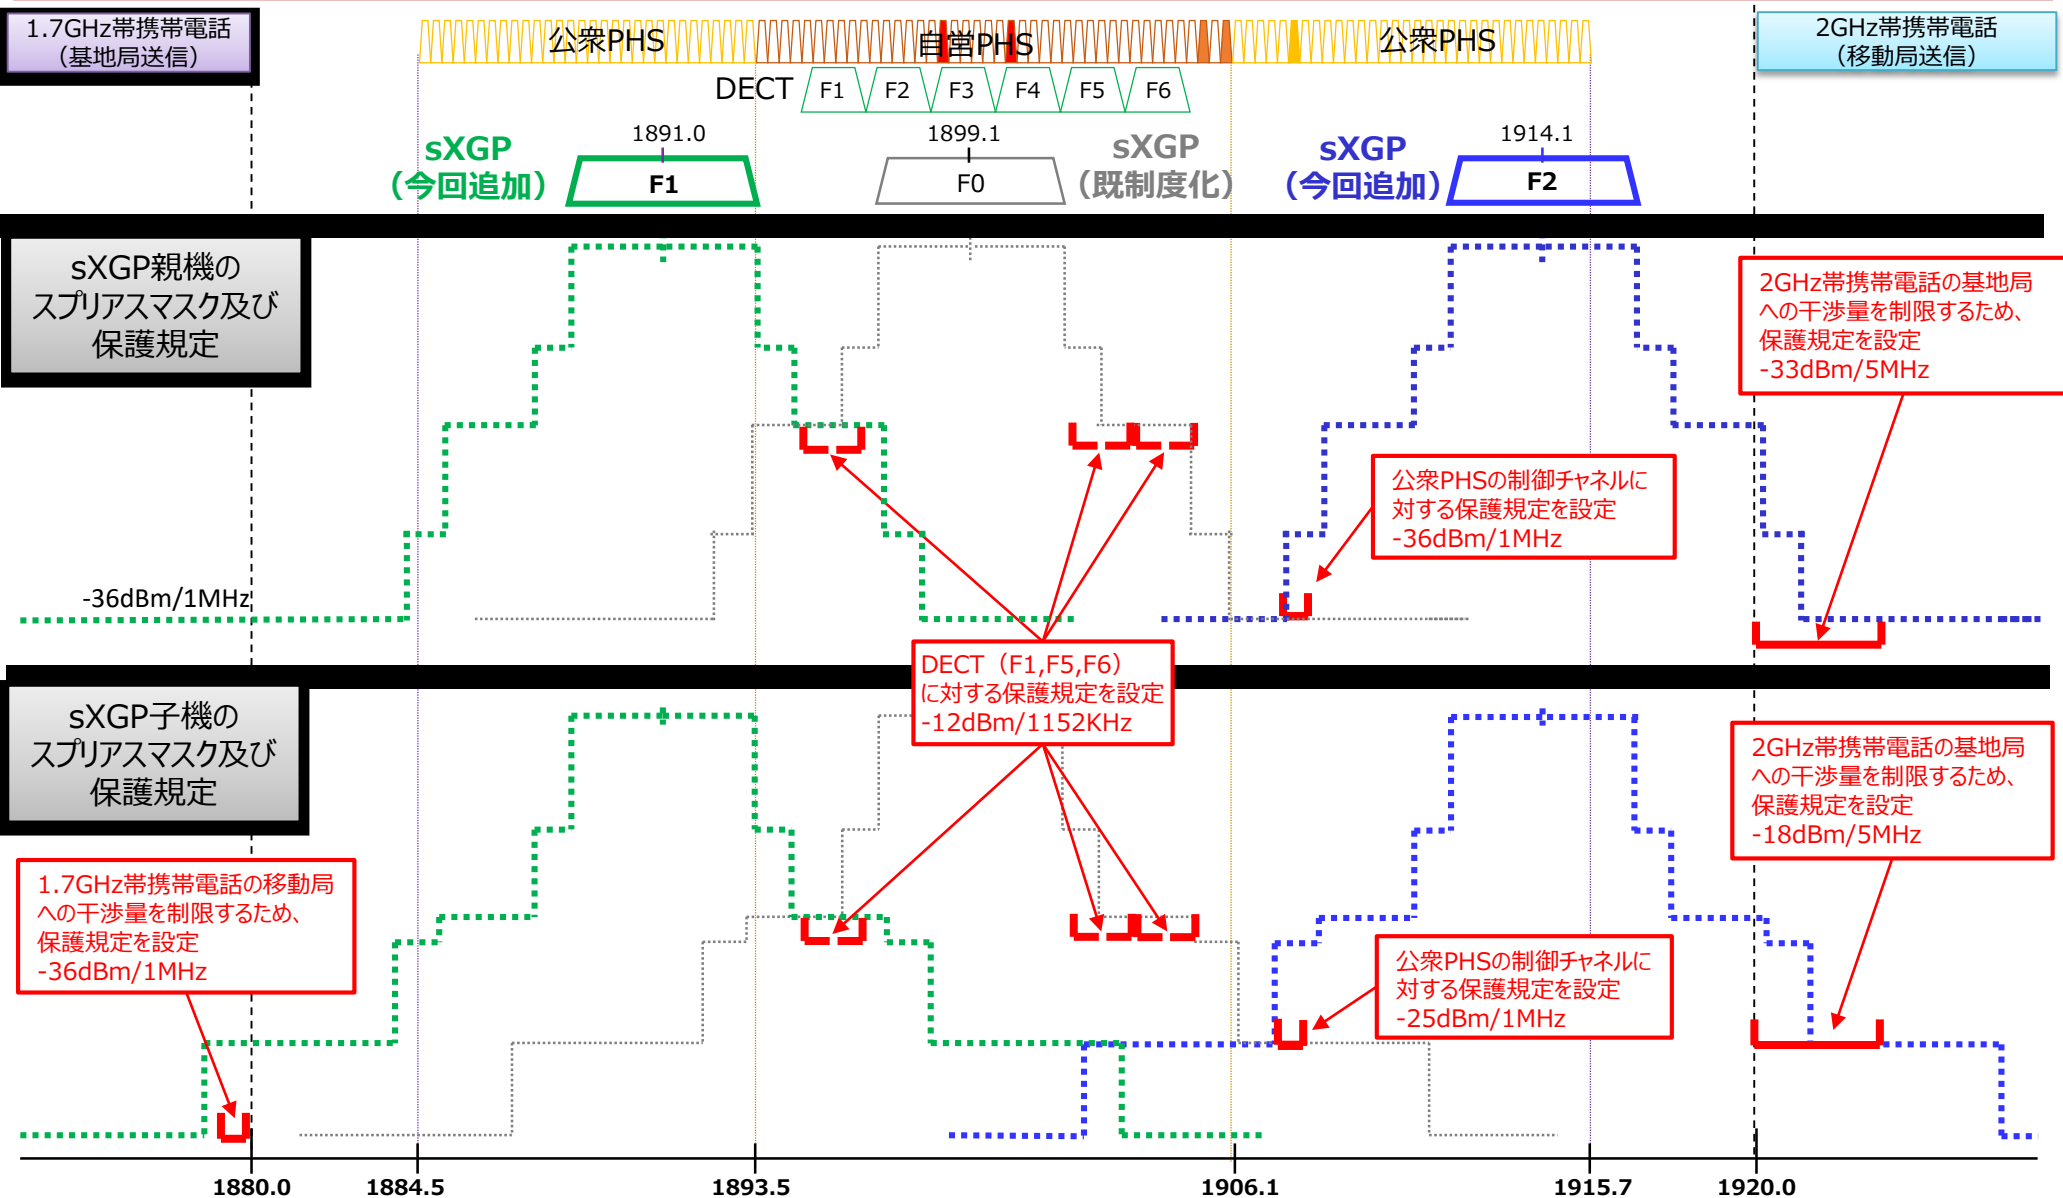 1.7GHz帯携帯電話
（基地局送信）
公衆PHS
自営PHS
公衆PHS
2GHz帯携帯電話
（移動局送信）
DECT
F1
F2
F3
F4
F5
F6
sXGP
（今回追加）
1891.0
F1
1899.1
F0
sXGP
（既制度化）
sXGP
（今回追加）
1914.1
F2
sXGP親機の
スプリアスマスク及び
保護規定
2GHz帯携帯電話の基地局
への干渉量を制限するため、
保護規定を設定
-33dBm/5MHz
公衆PHSの制御チャネルに
対する保護規定を設定
-36dBm/1MHz
-36dBm/1MHz
DECT（F1,F5,F6）
に対する保護規定を設定
-12dBm/1152KHz
sXGP子機の
スプリアスマスク及び
保護規定
2GHz帯携帯電話の基地局
への干渉量を制限するため、
保護規定を設定
-18dBm/5MHz
1.7GHz帯携帯電話の移動局
への干渉量を制限するため、
保護規定を設定
-36dBm/1MHz
公衆PHSの制御チャネルに
対する保護規定を設定
-25dBm/1MHz
1880.0
1884.5
1893.5
1906.1
1915.7
1920.0